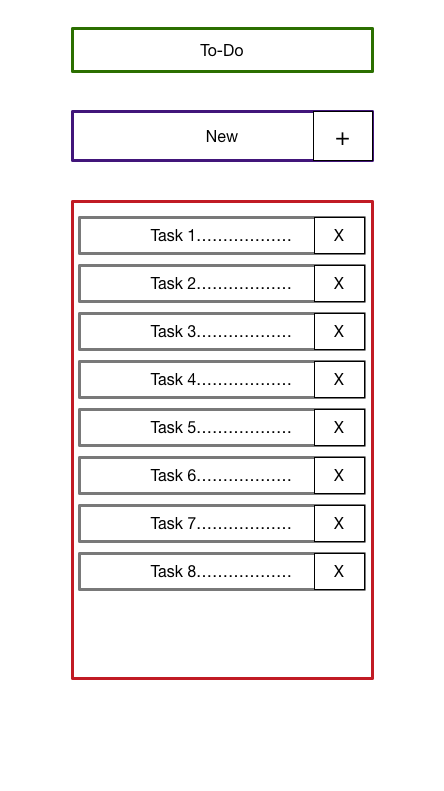 To-Do
New +
Task 1.................. X
Task 2.................. X
Task 3.................. X
Task 4.................. X
Task 5.................. X
Task 6.................. X
Task 7.................. X
Task 8.................. X